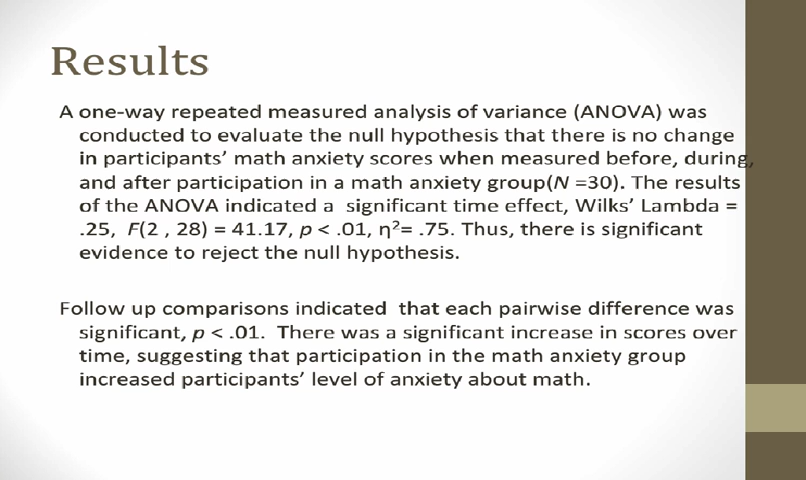 Results
A one-way repeated measured analysis of variance (ANOVA) was
conducted to evaluate the null hypothesis that there is no change
in participants’ math anxiety scores when measured before, during,
and after participation in a math anxiety group(N =30). The results
of the ANOVA indicated a significant time effect, Wilks’ Lambda =
.25, F(2 , 28) = 41.17, p < .01, η²= .75. Thus, there is significant
evidence to reject the null hypothesis.
Follow up comparisons indicated that each pairwise difference was
significant, p < .01. There was a significant increase in scores over
time, suggesting that participation in the math anxiety group
increased participants’ level of anxiety about math.